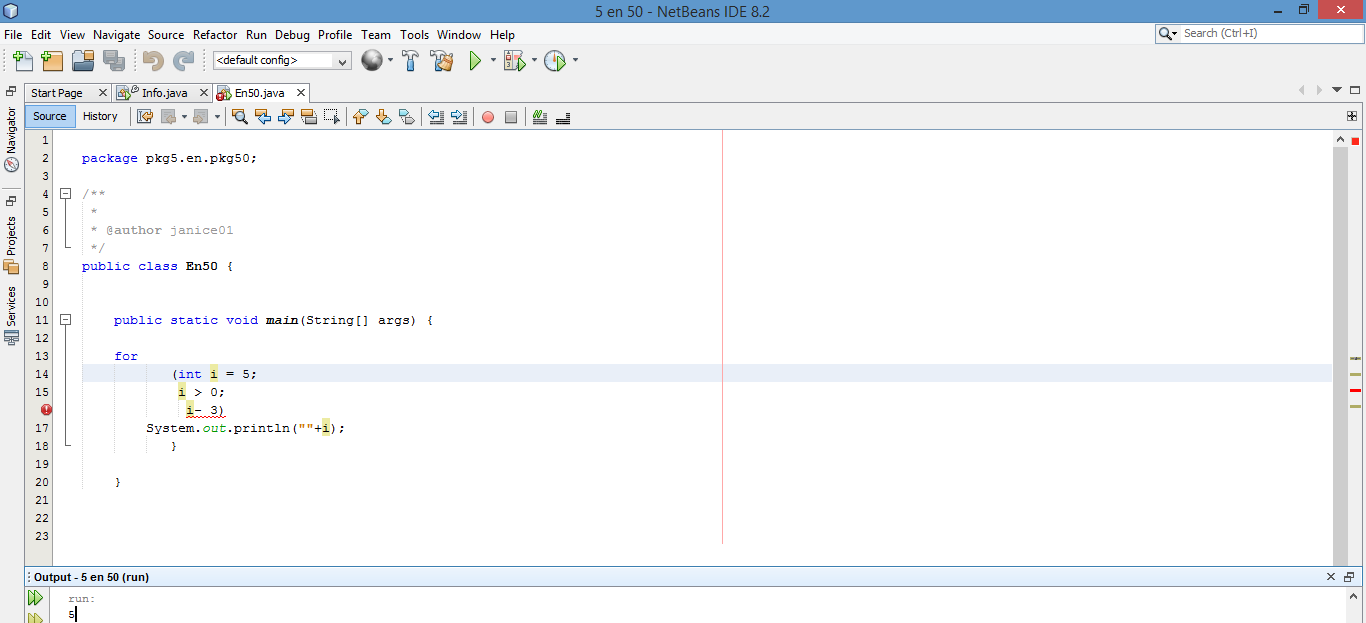 5 en 50 - NetBeans IDE 8.2
File Edit View Navigate Source Refactor Run Debug Profile Team Tools Window Help
Search (Ctrl+I)
<default config>
Start Page Info.java En50.java
Source History
Navigator
Projects
Services
1
2 package pkg5.en.pkg50;
3
4 /**
5 *
6 * @author janice01
7 */
8 public class En50 {
9
10
11 public static void main(String[] args) {
12
13 for
14 (int i = 5;
15 i > 0;
i- 3)
17 System.out.println(""+i);
18 }
19
20 }
21
22
23
Output - 5 en 50 (run)
run:
5